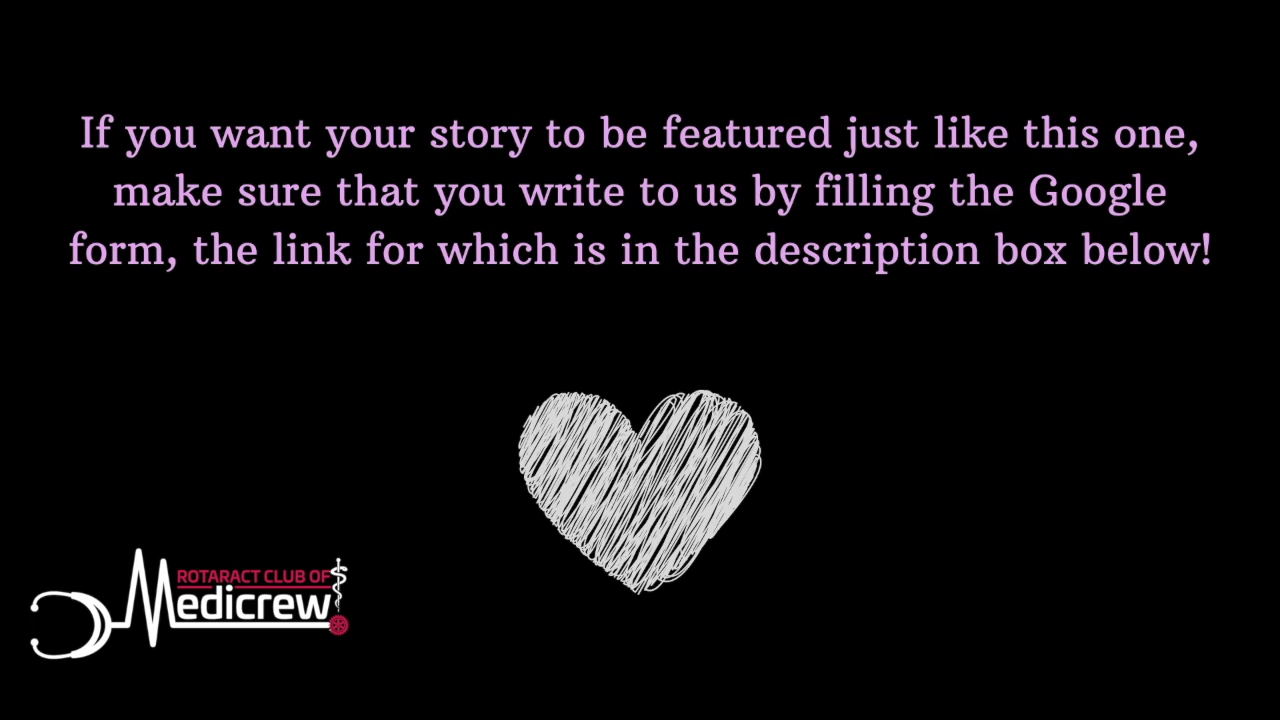 If you want your story to be featured just like this one,
make sure that you write to us by filling the Google
form, the link for which is in the description box below!
ROTARACT CLUB OF
Medicrew